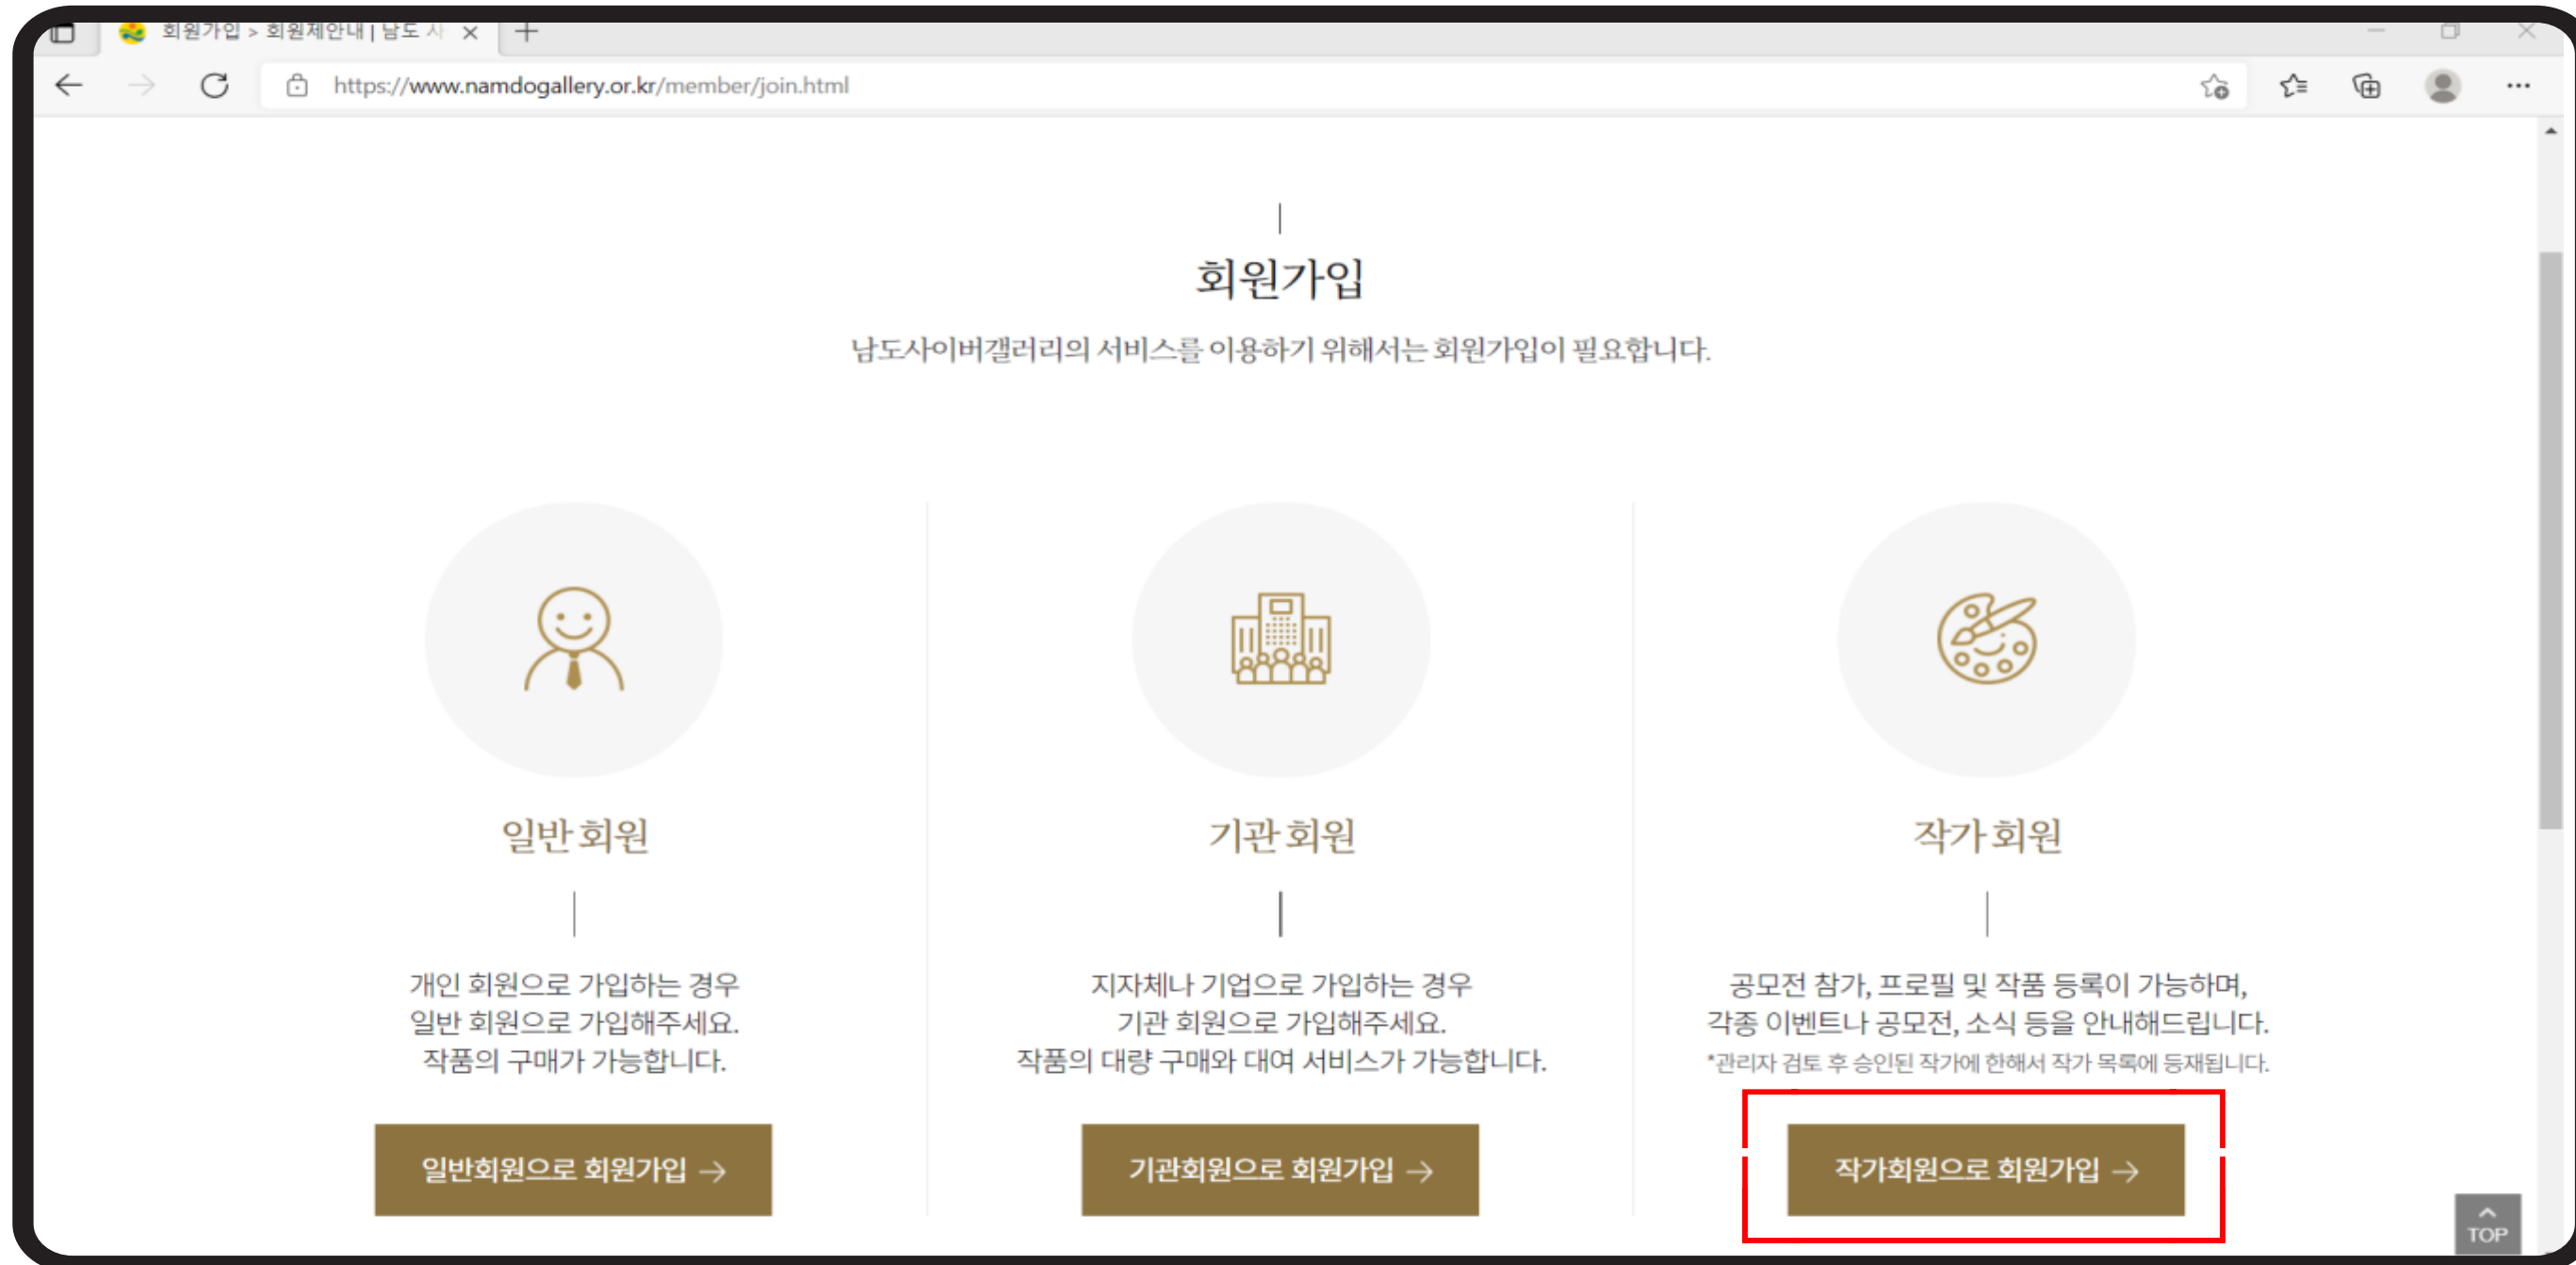 회원가입 > 회원제안내 | 남도 사
https://www.namdogallery.or.kr/member/join.html
회원가입
남도사이버갤러리의 서비스를 이용하기 위해서는 회원가입이 필요합니다.
일반 회원
개인 회원으로 가입하는 경우
일반 회원으로 가입해주세요.
작품의 구매가 가능합니다.
일반회원으로 회원가입 →
기관 회원
지자체나 기업으로 가입하는 경우
기관 회원으로 가입해주세요.
작품의 대량 구매와 대여 서비스가 가능합니다.
기관회원으로 회원가입 →
작가 회원
공모전 참가, 프로필 및 작품 등록이 가능하며,
각종 이벤트나 공모전, 소식 등을 안내해드립니다.
*관리자 검토 후 승인된 작가에 한해서 작가 목록에 등재됩니다.
작가회원으로 회원가입 →
TOP